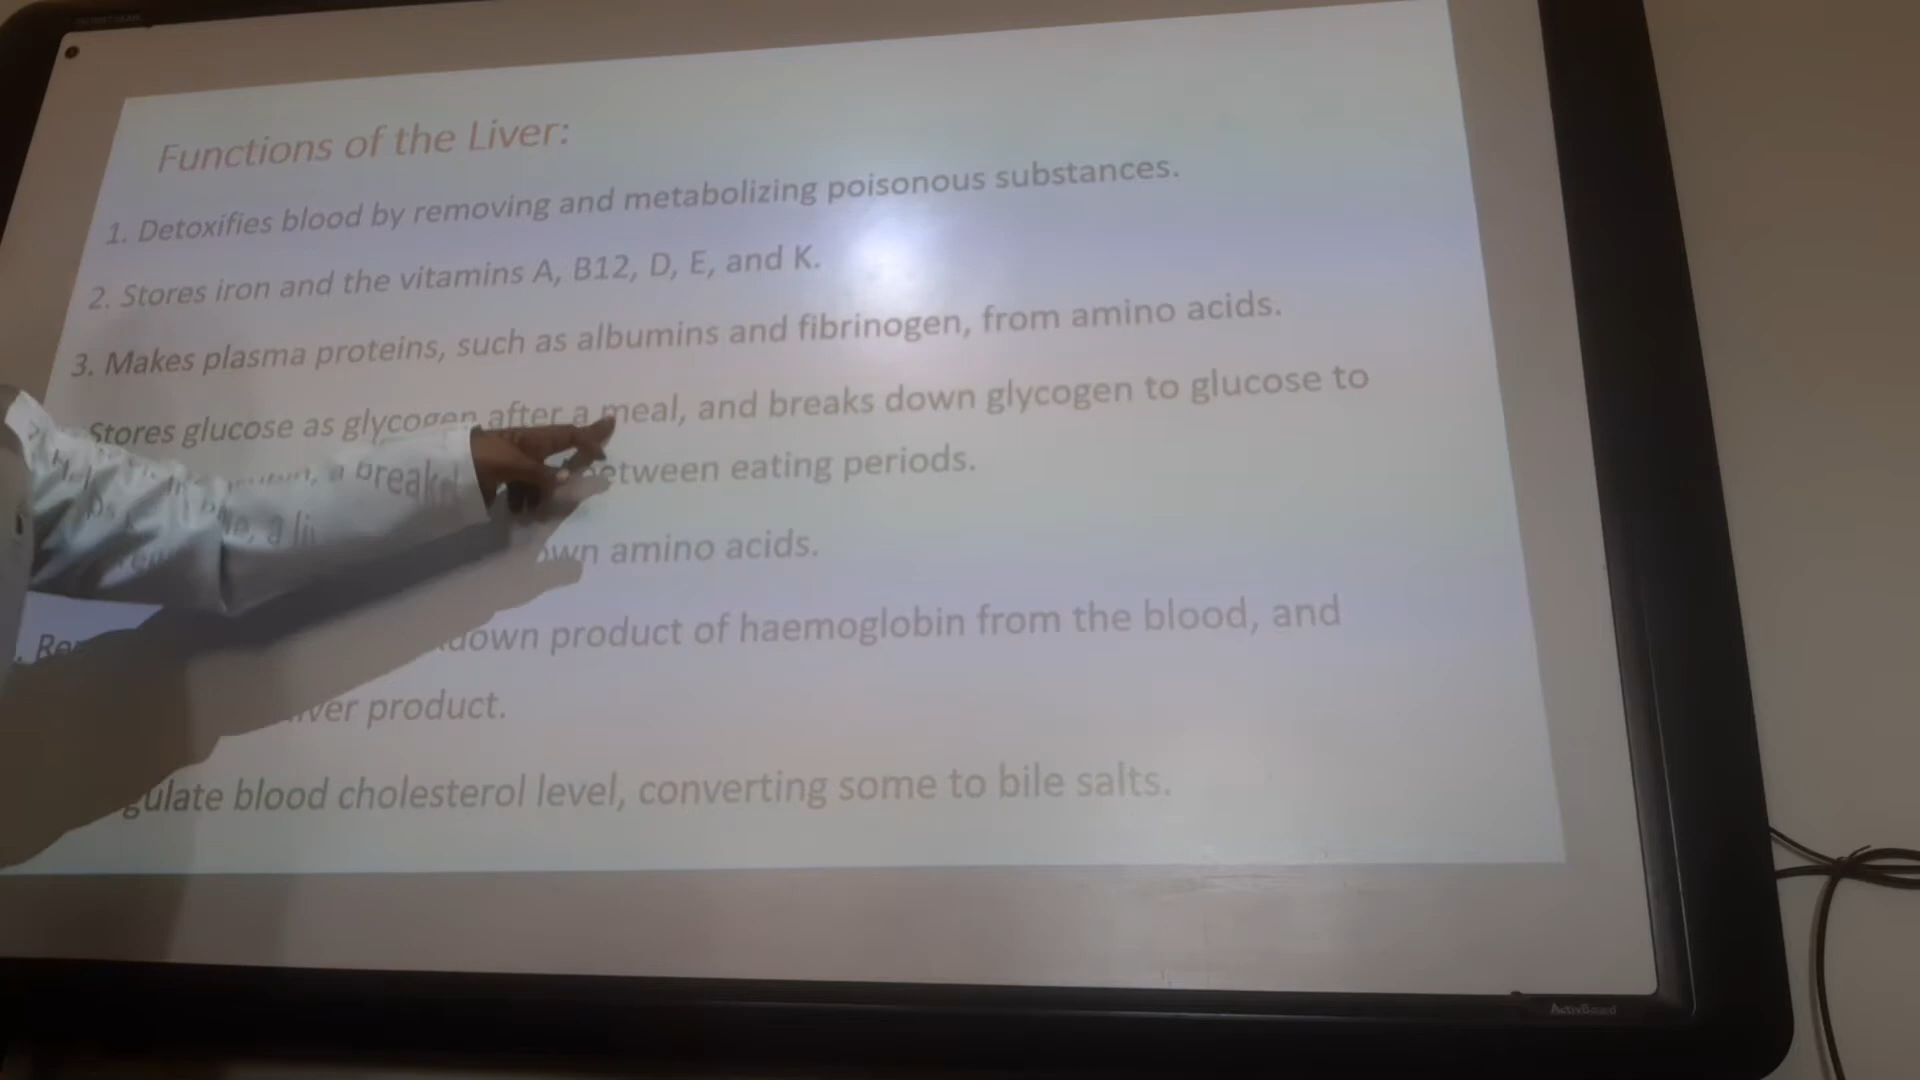 Functions of the Liver:
1. Detoxifies blood by removing and metabolizing poisonous substances.
2. Stores iron and the vitamins A, B12, D, E, and K.
3. Makes plasma proteins, such as albumins and fibrinogen, from amino acids.
Stores glucose as glycogen after a meal, and breaks down glycogen to glucose to
between eating periods.
own amino acids.
down product of haemoglobin from the blood, and
product.
gulate blood cholesterol level, converting some to bile salts.
ActivBoard